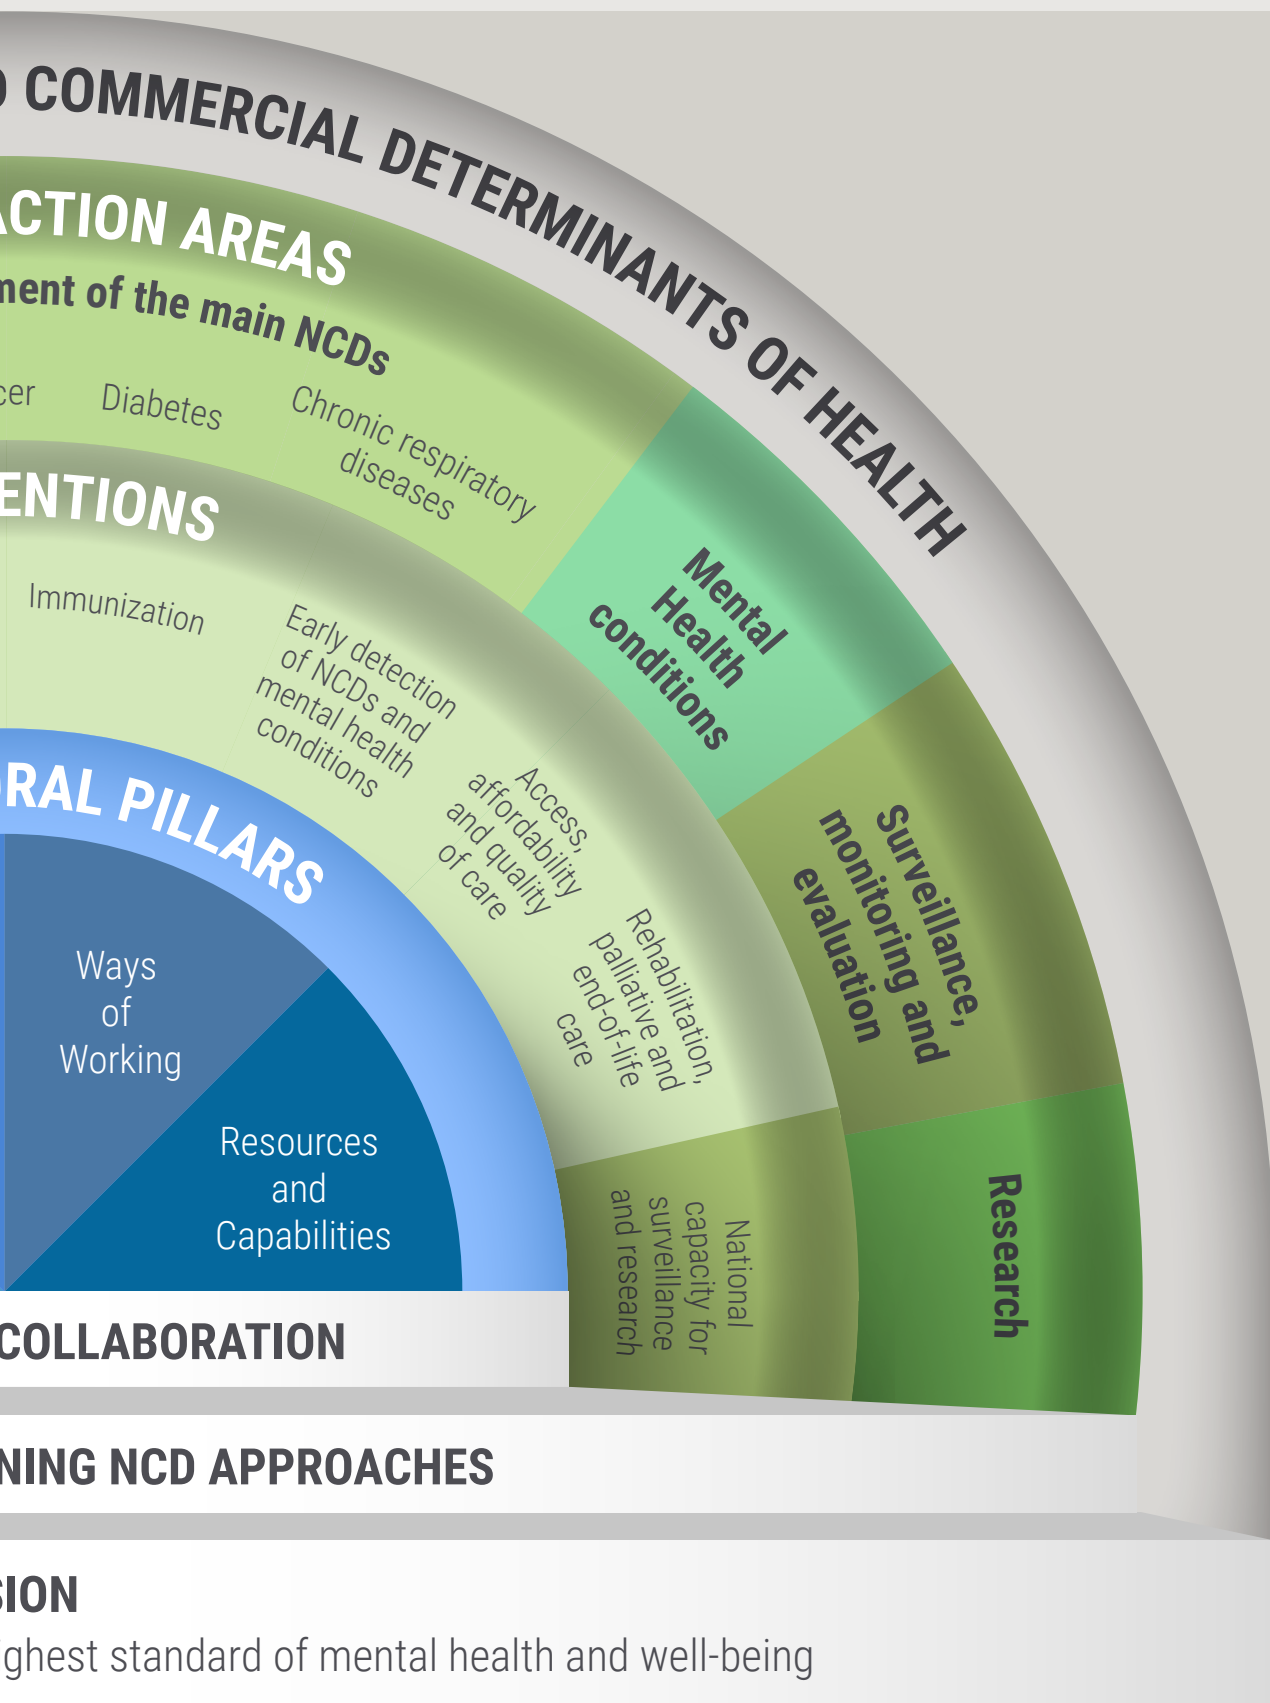 COMMERCIAL DETERMINANTS OF HEALTH
ACTION AREAS
ment of the main NCDs
cer
Diabetes
Chronic respiratory
diseases
Mental
Health
conditions
Surveillance,
monitoring and
evaluation
Research
ENTIONS
Immunization
Early detection
of NCDs and
mental health
conditions
Access,
affordability
and quality
of care
Rehabilitation,
palliative and
end-of-life
care
National
capacity for
surveillance
and research
RAL PILLARS
Ways
of
Working
Resources
and
Capabilities
COLLABORATION
NING NCD APPROACHES
SION
ghest standard of mental health and well-being